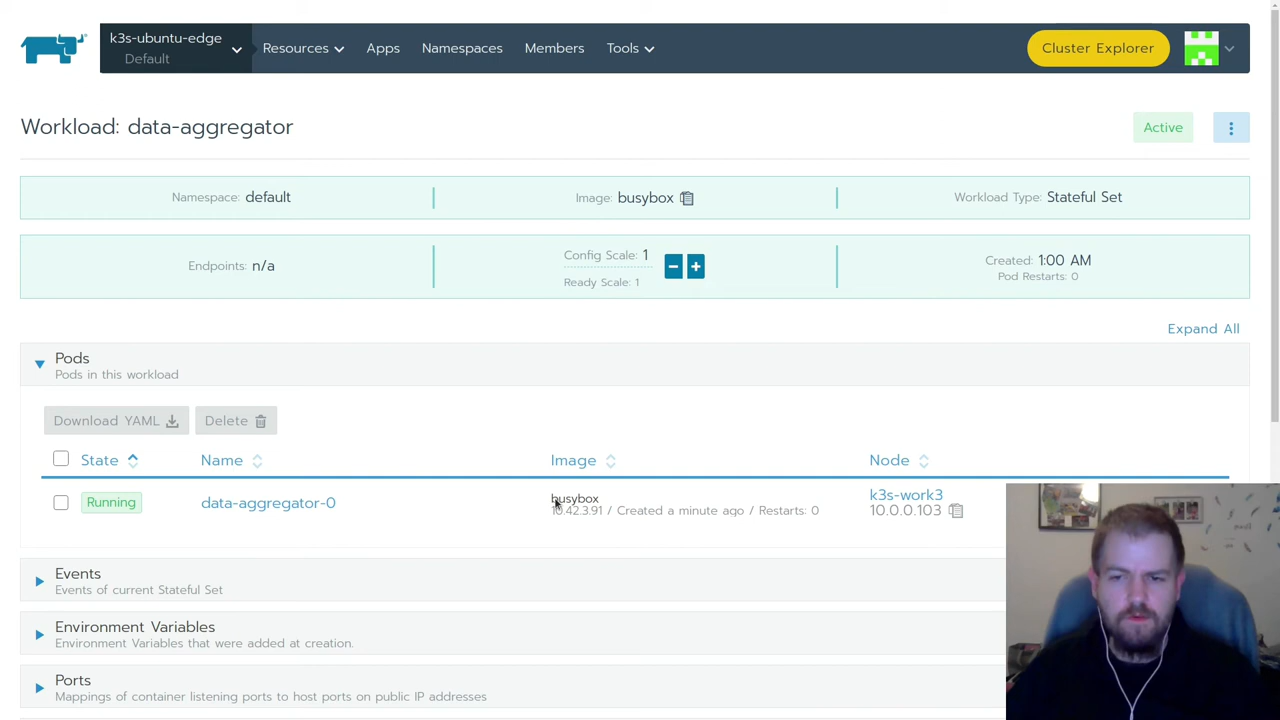 k3s-ubuntu-edge
Default
Resources
Apps
Namespaces
Members
Tools
Cluster Explorer
Workload: data-aggregator
Active
Namespace: default
Image: busybox
Workload Type: Stateful Set
Endpoints: n/a
Config Scale: 1
Ready Scale: 1
Created: 1:00 AM
Pod Restarts: 0
Expand All
Pods
Pods in this workload
Download YAML
Delete
State
Name
Image
Node
Running
data-aggregator-0
busybox
10.42.3.91 / Created a minute ago / Restarts: 0
k3s-work3
10.0.0.103
Events
Events of current Stateful Set
Environment Variables
Environment Variables that were added at creation.
Ports
Mappings of container listening ports to host ports on public IP addresses